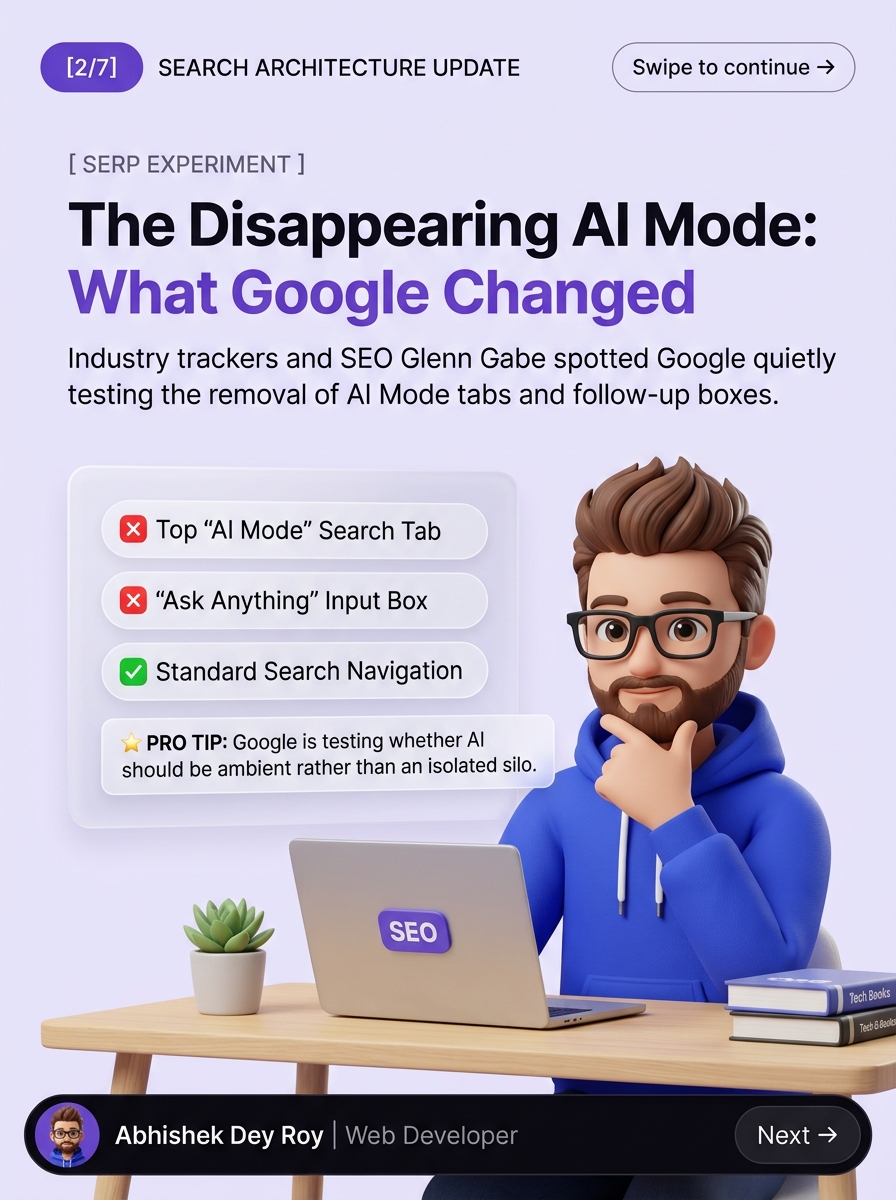 [2/7]
SEARCH ARCHITECTURE UPDATE
Swipe to continue →
[ SERP EXPERIMENT ]
The Disappearing AI Mode:
What Google Changed
Industry trackers and SEO Glenn Gabe spotted Google quietly
testing the removal of AI Mode tabs and follow-up boxes.
❌ Top “AI Mode” Search Tab
❌ “Ask Anything” Input Box
✅ Standard Search Navigation
⭐ PRO TIP: Google is testing whether AI
should be ambient rather than an isolated silo.
SEO
Tech Books
Tech & Books
Abhishek Dey Roy | Web Developer
Next →